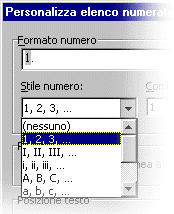 Personalizza elenco numerato
Formato numero
1.
Stile numero:
1, 2, 3, ...
1
(nessuno)
1, 2, 3, ...
I, II, III, ...
i, ii, iii, ...
A, B, C, ...
a, b, c, ...
Posizione testo